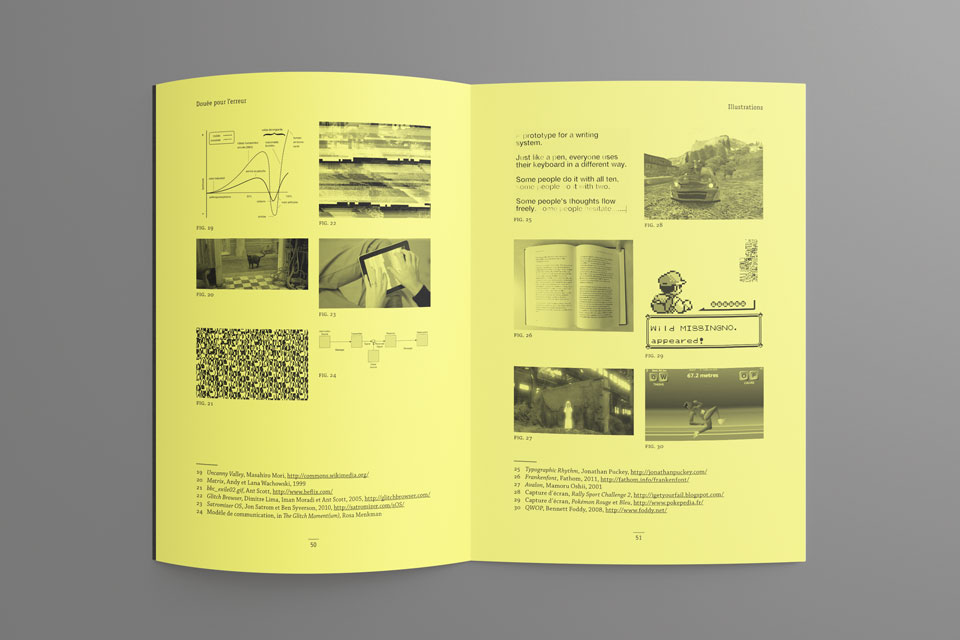 Douée pour l'erreur
FIG. 19
FIG. 22
FIG. 20
FIG. 23
FIG. 21
FIG. 24
19 Uncanny Valley, Masahiro Mori, http://commons.wikimedia.org/
20 Matrix, Andy et Lana Wachowski, 1999
21 bbc_exile02.gif, Ant Scott, http://www.beflix.com/
22 Glitch Browser, Dimitre Lima, Iman Moradi et Ant Scott, 2005, http://glitchbrowser.com/
23 Satromizer OS, Jon Satrom et Ben Syverson, 2010, http://satromizer.com/sOS/
24 Modèle de communication, in The Glitch Moment(um), Rosa Menkman
50
Illustrations
prototype for a writing
system.
Just like a pen, everyone uses
their keyboard in a different way.
Some people do it with all ten,
some people do it with two.
Some people's thoughts flow
freely. Some people hesitate.
FIG. 25
FIG. 28
FIG. 26
Wild MISSINGNO.
appeared!
FIG. 29
67.2 metres
FIG. 27
FIG. 30
25 Typographic Rhythm, Jonathan Puckey, http://jonathanpuckey.com/
26 Frankenfont, Fathom, 2011, http://fathom.info/frankenfont/
27 Avalon, Mamoru Oshii, 2001
28 Capture d'écran, Rally Sport Challenge 2, http://igetyourfail.blogspot.com/
29 Capture d'écran, Pokémon Rouge et Bleu, http://www.pokepedia.fr/
30 QWOP, Bennett Foddy, 2008, http://www.foddy.net/
51